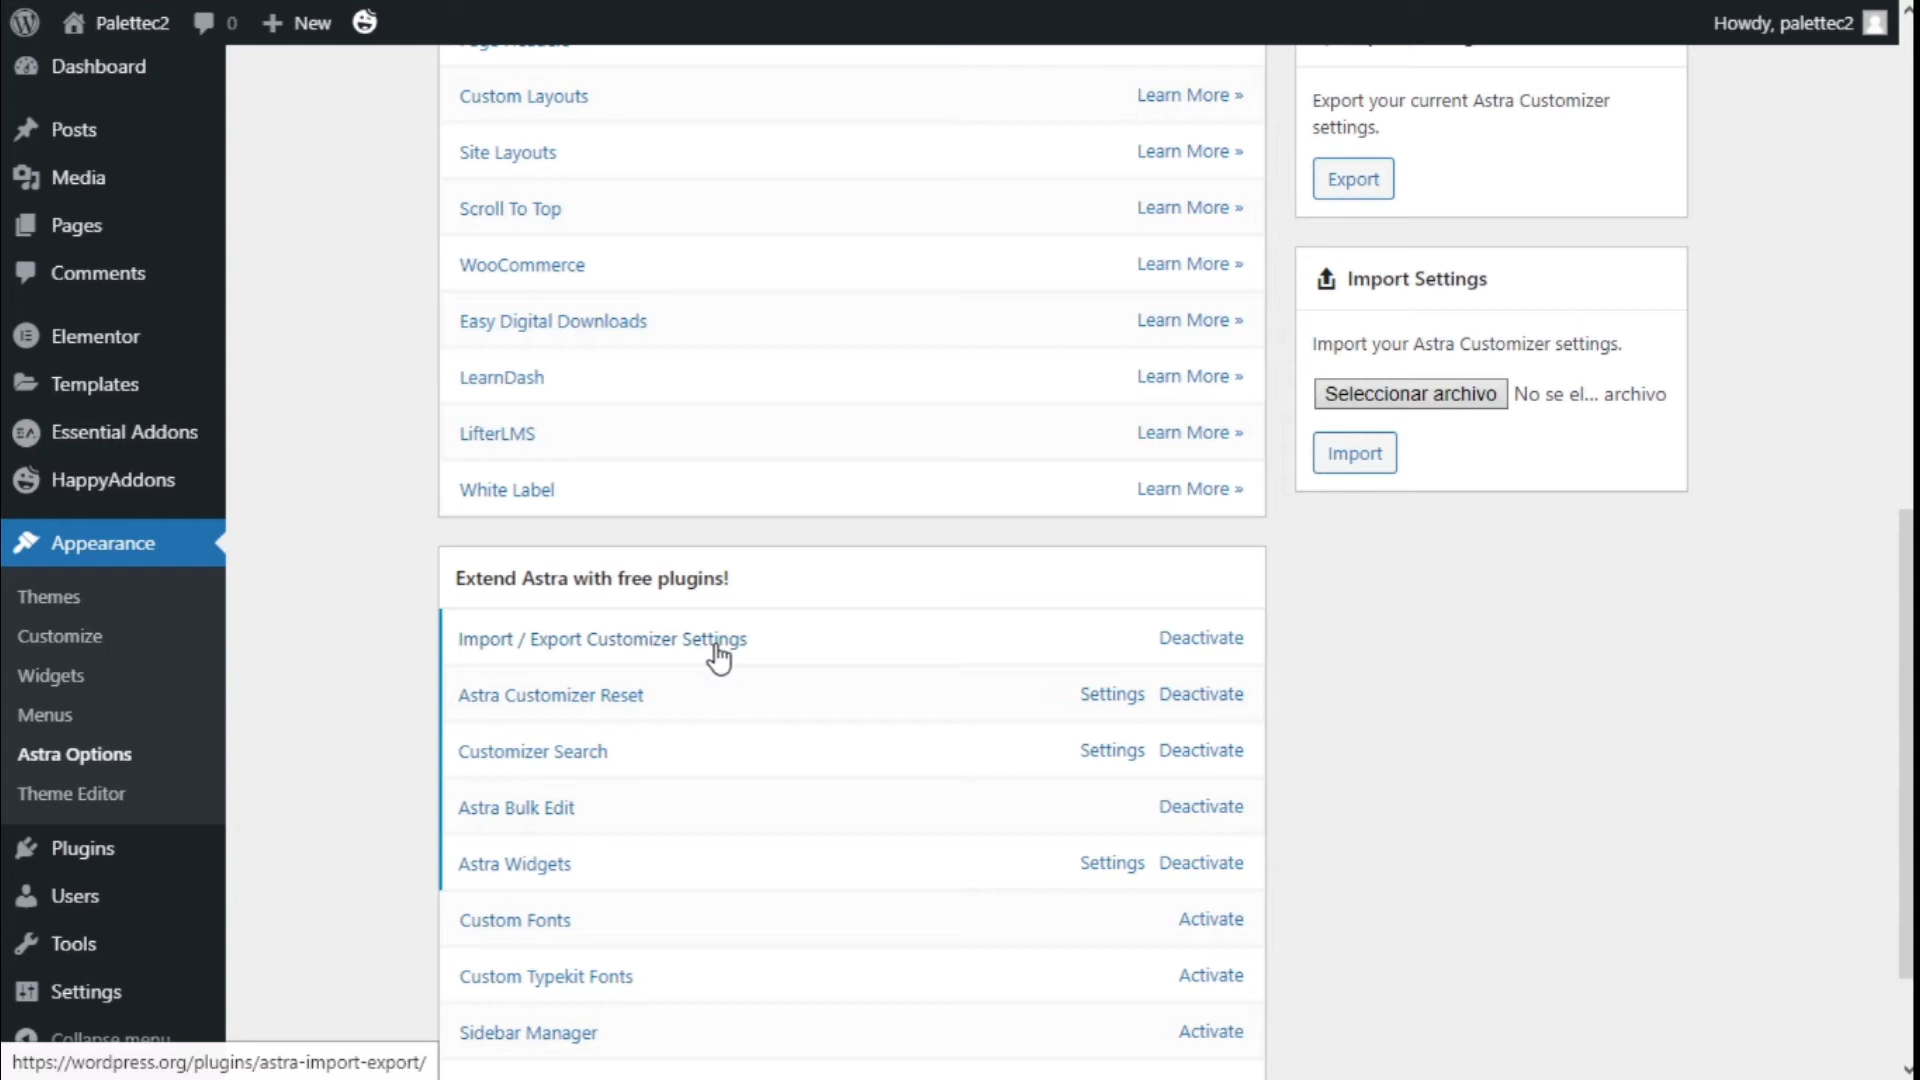 Palettec2
0
New
Howdy, palettec2
Dashboard
Posts
Media
Pages
Comments
Elementor
Templates
Essential Addons
HappyAddons
Appearance
Themes
Customize
Widgets
Menus
Astra Options
Theme Editor
Plugins
Users
Tools
Settings
Collapse menu
Custom Layouts Learn More »
Site Layouts Learn More »
Scroll To Top Learn More »
WooCommerce Learn More »
Easy Digital Downloads Learn More »
LearnDash Learn More »
LifterLMS Learn More »
White Label Learn More »
Extend Astra with free plugins!
Import / Export Customizer Settings Deactivate
Astra Customizer Reset Settings Deactivate
Customizer Search Settings Deactivate
Astra Bulk Edit Deactivate
Astra Widgets Settings Deactivate
Custom Fonts Activate
Custom Typekit Fonts Activate
Sidebar Manager Activate
Export your current Astra Customizer
settings.
Export
Import Settings
Import your Astra Customizer settings.
Seleccionar archivo No se el... archivo
Import
https://wordpress.org/plugins/astra-import-export/